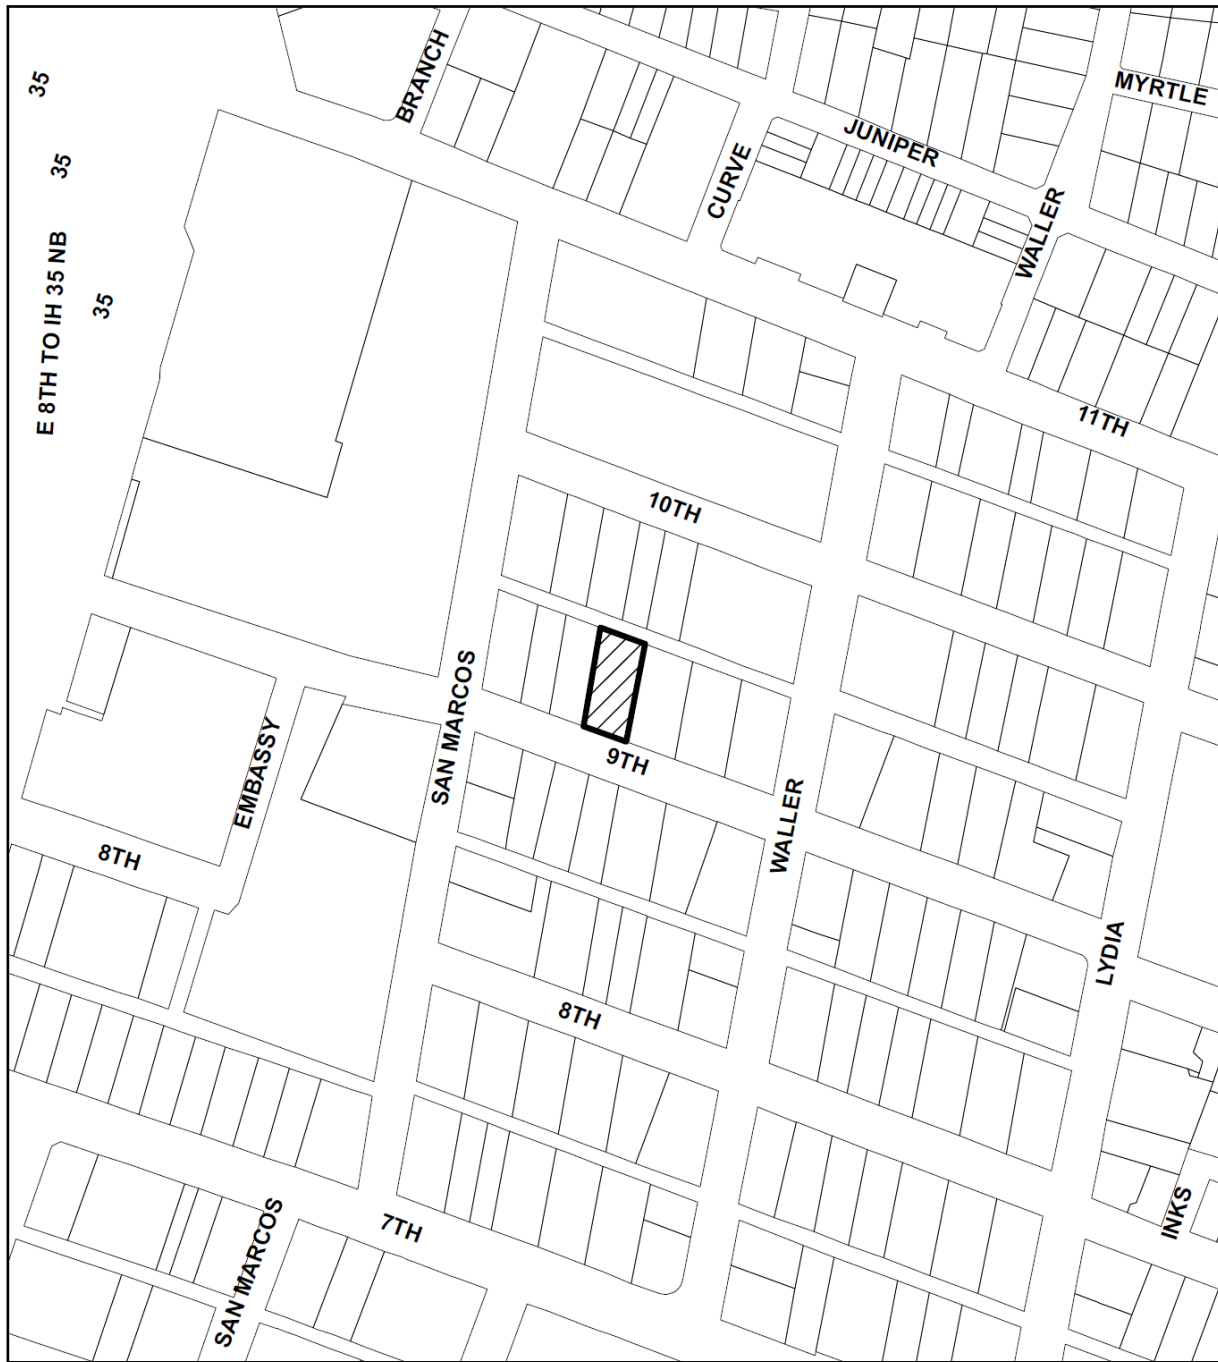 35
BRANCH
MYRTLE
JUNIPER
35
CURVE
WALLER
E 8TH TO IH 35 NB
35
11TH
10TH
SAN MARCOS
9TH
EMBASSY
WALLER
8TH
LYDIA
8TH
INKS
7TH
SAN MARCOS